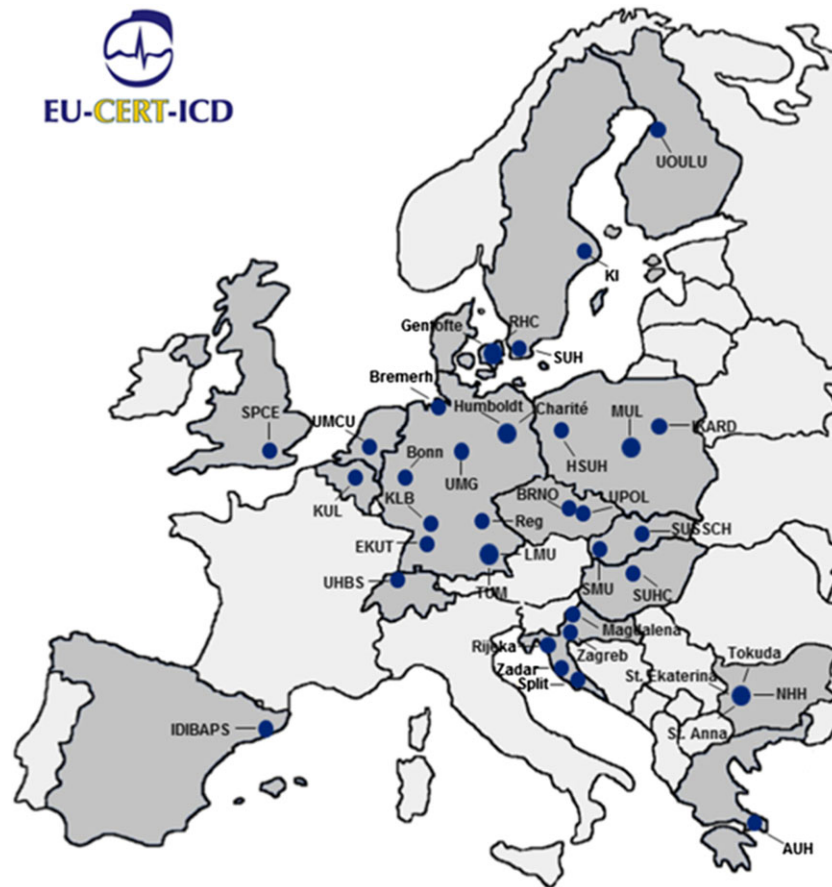 EU-CERT-ICD
UOULU
KI
Gentofte
RHC
SUH
Bremerh.
Humboldt
Charité
MUL
IKARD
SPCE
UMCU
Bonn
HSUH
UMG
KUL
KLB
BRNO
UPOL
Reg
SUSSCH
EKUT
LMU
UHBS
TUM
SMU
SUHC
Magdalena
Rijeka
Zagreb
Zadar
Split
Tokuda
St. Ekaterina
NHH
IDIBAPS
St. Anna
AUH